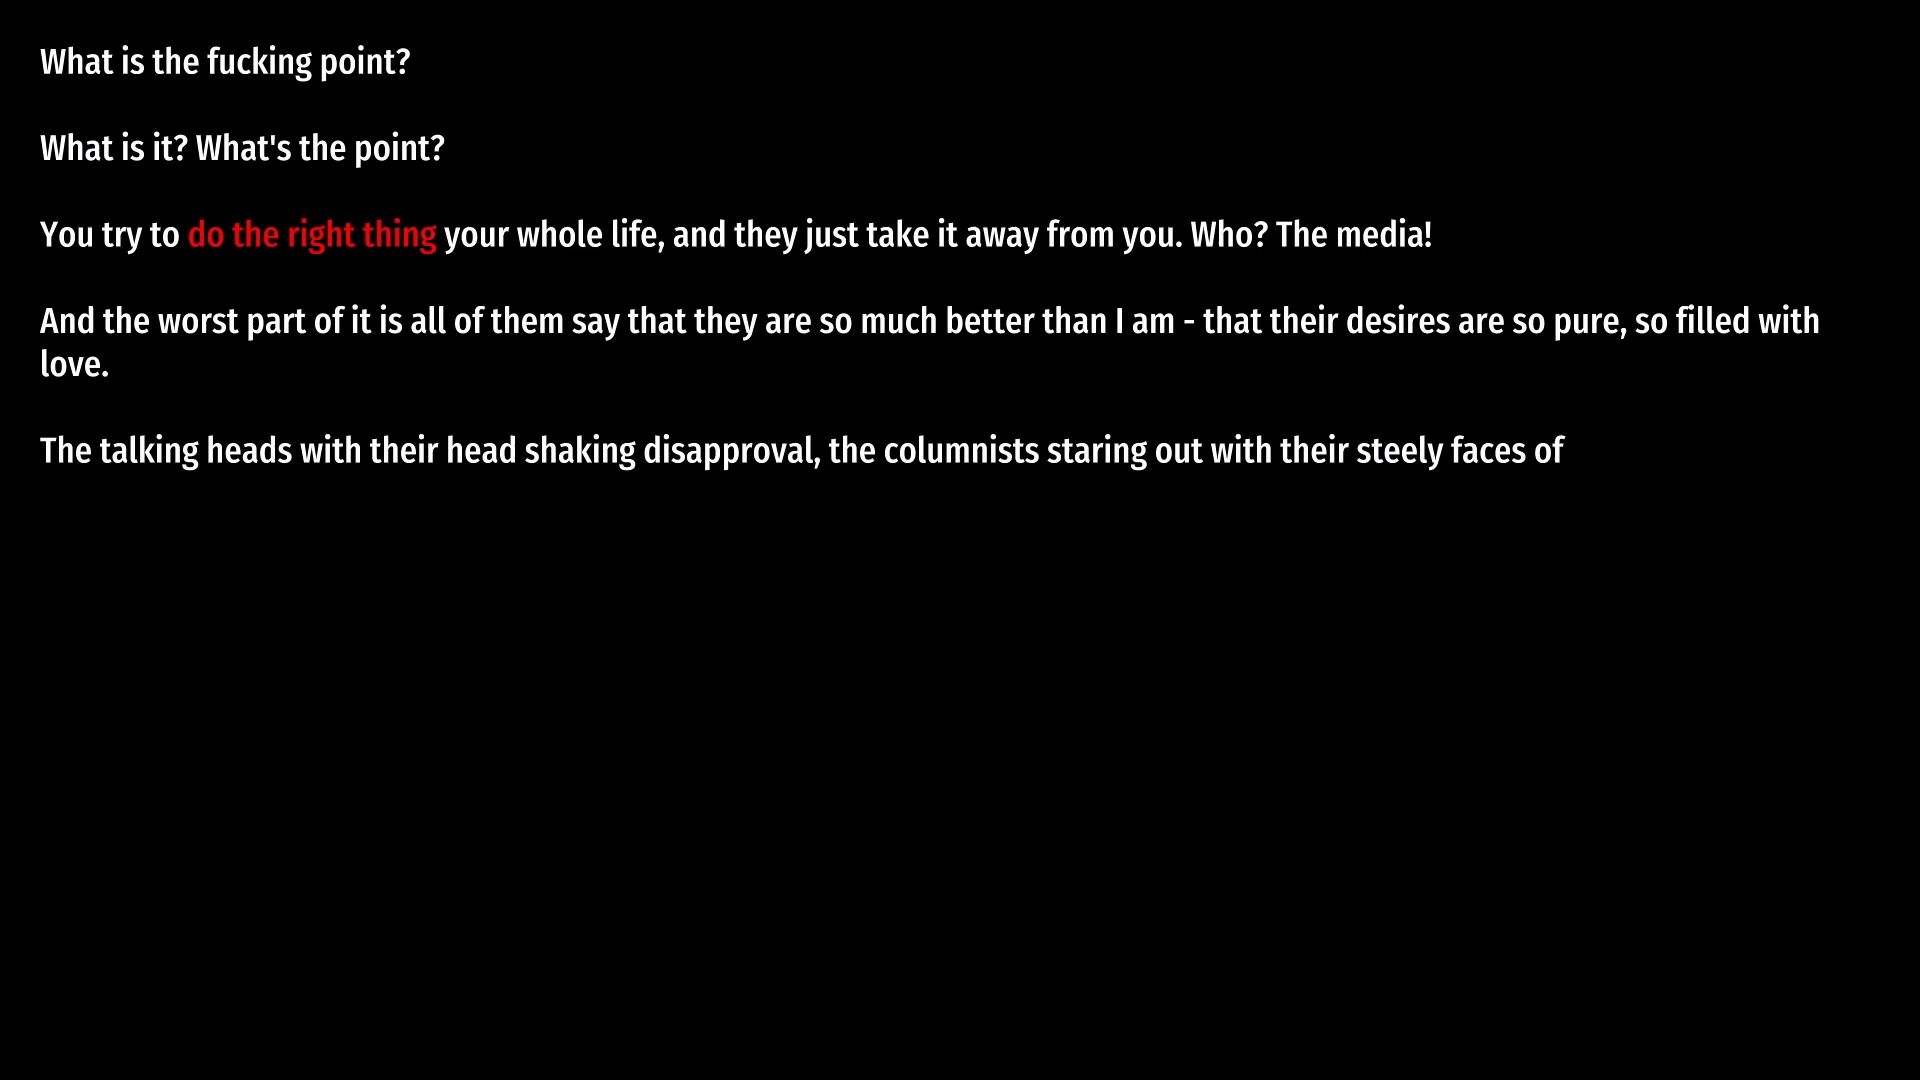 What is the fucking point?
What is it? What's the point?
You try to do the right thing your whole life, and they just take it away from you. Who? The media!
And the worst part of it is all of them say that they are so much better than I am - that their desires are so pure, so filled with
love.
The talking heads with their head shaking disapproval, the columnists staring out with their steely faces of